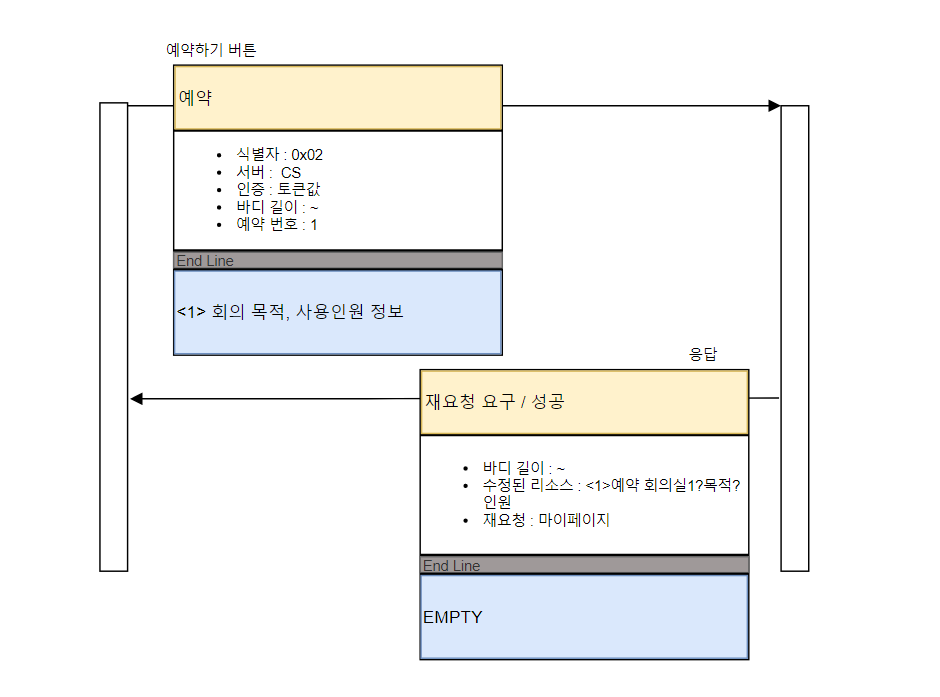 예약하기 버튼
예약
식별자 : 0x02
서버 :  CS
인증 : 토큰값
바디 길이 : ~
예약 번호 : 1
End Line
<1> 회의 목적, 사용인원 정보
응답
재요청 요구 / 성공
바디 길이 : ~
수정된 리소스 : <1>예약 회의실1?목적?
인원
재요청 : 마이페이지
End Line
EMPTY